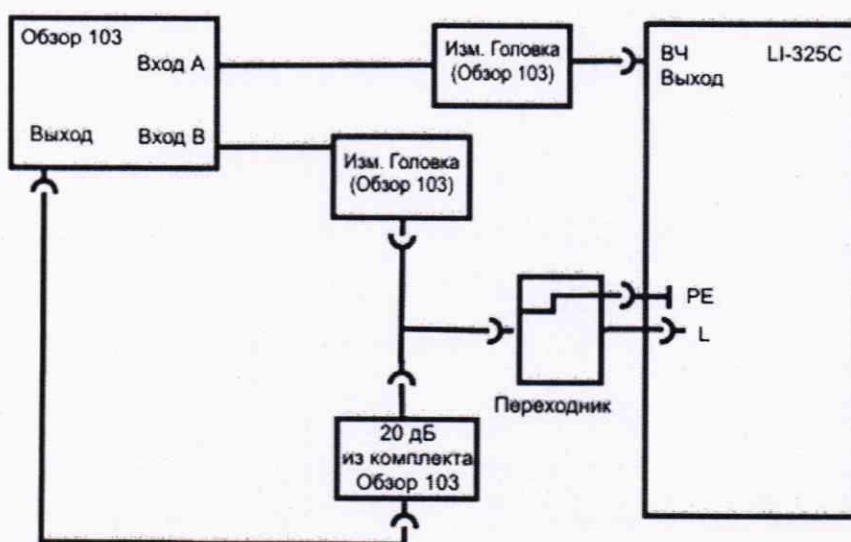 Обзор 103
Вход А
Выход
Вход В
Изм. Головка
(Обзор 103)
Изм. Головка
(Обзор 103)
ВЧ
Выход
LI-325C
PE
L
Переходник
20 дБ
из комплекта
Обзор 103